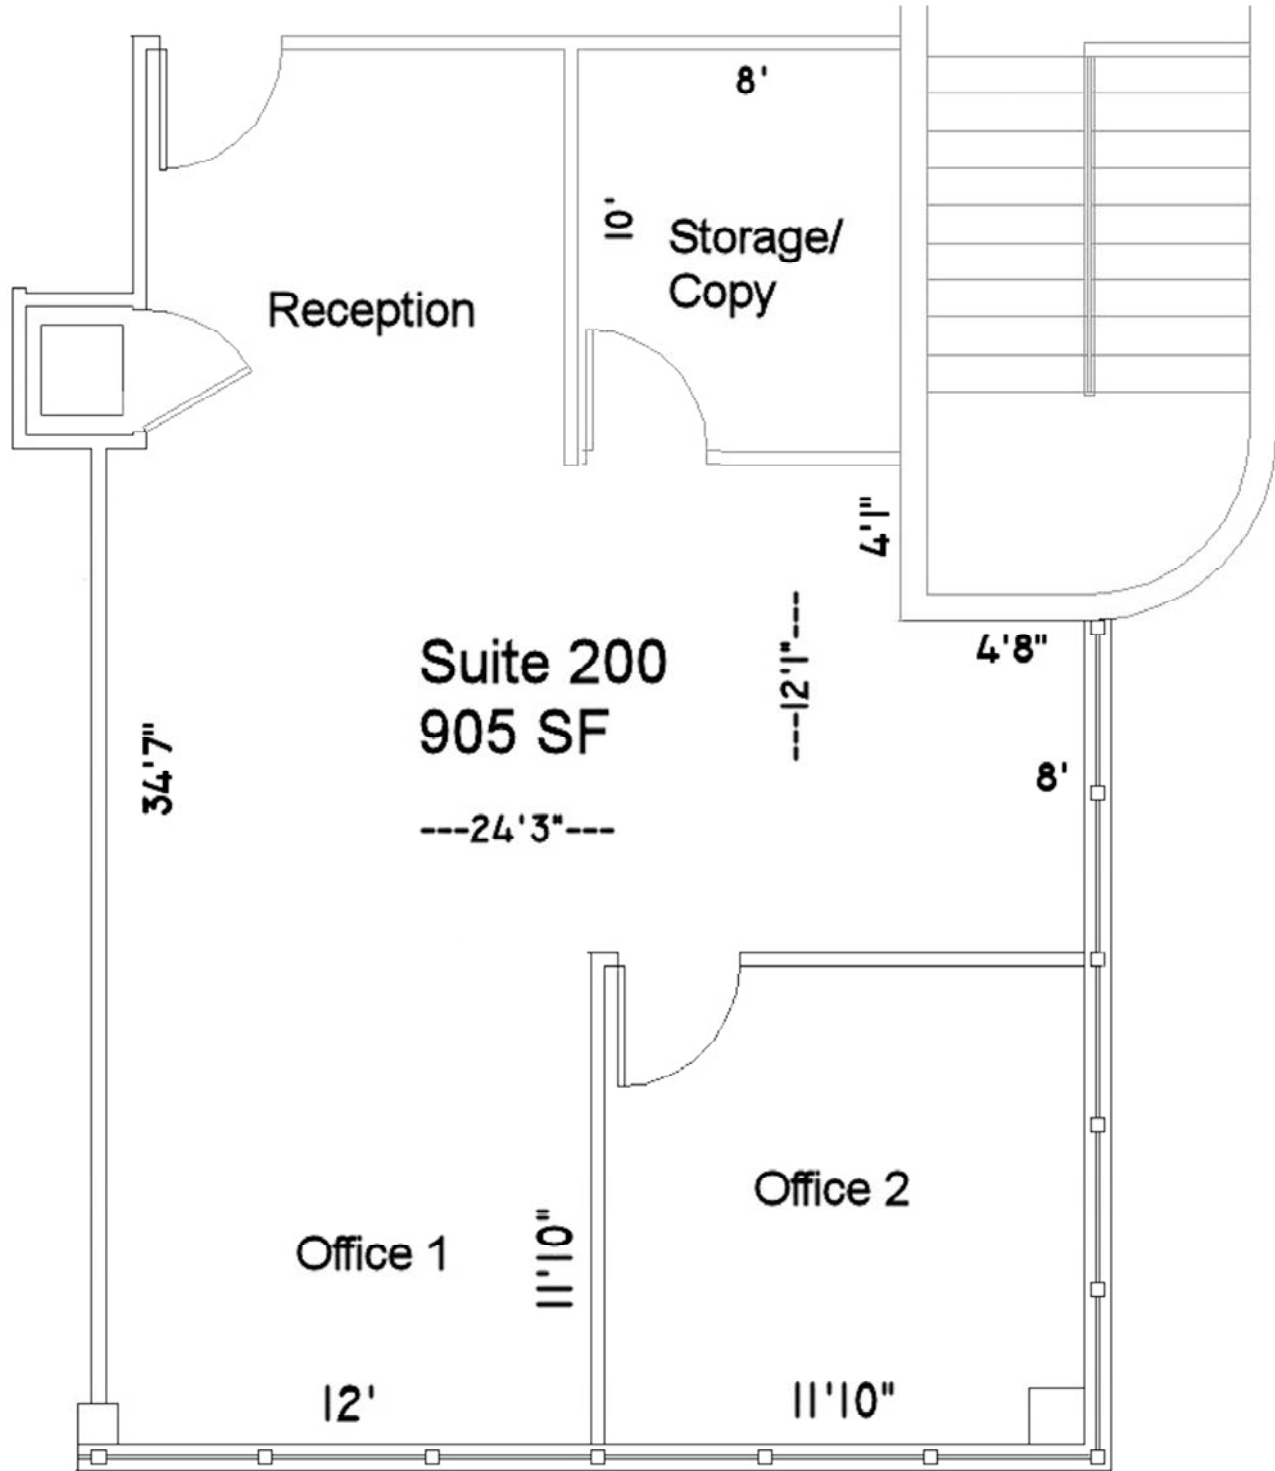 8'
10'
Storage/
Copy
Reception
4'1"
Suite 200
905 SF
---12'1"---
4'8"
34'7"
8'
---24'3"---
Office 2
Office 1
11'10"
12'
11'10"